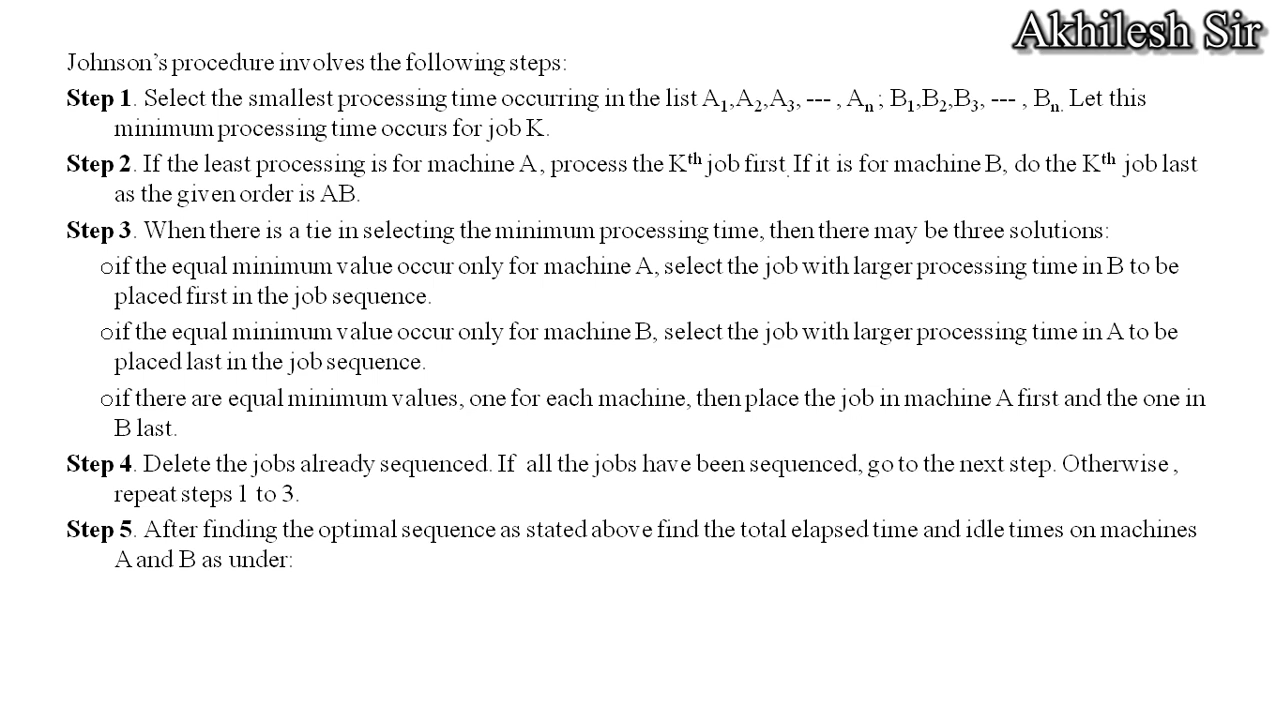 Akhilesh Sir
Johnson's procedure involves the following steps:
Step 1. Select the smallest processing time occurring in the list A1,A2,A3, --- , An ; B1,B2,B3, --- , Bn. Let this
minimum processing time occurs for job K.
Step 2. If the least processing is for machine A, process the Kth job first. If it is for machine B, do the Kth job last
as the given order is AB.
Step 3. When there is a tie in selecting the minimum processing time, then there may be three solutions:
oif the equal minimum value occur only for machine A, select the job with larger processing time in B to be
placed first in the job sequence.
oif the equal minimum value occur only for machine B, select the job with larger processing time in A to be
placed last in the job sequence.
oif there are equal minimum values, one for each machine, then place the job in machine A first and the one in
B last.
Step 4. Delete the jobs already sequenced. If all the jobs have been sequenced, go to the next step. Otherwise ,
repeat steps 1 to 3.
Step 5. After finding the optimal sequence as stated above find the total elapsed time and idle times on machines
A and B as under: